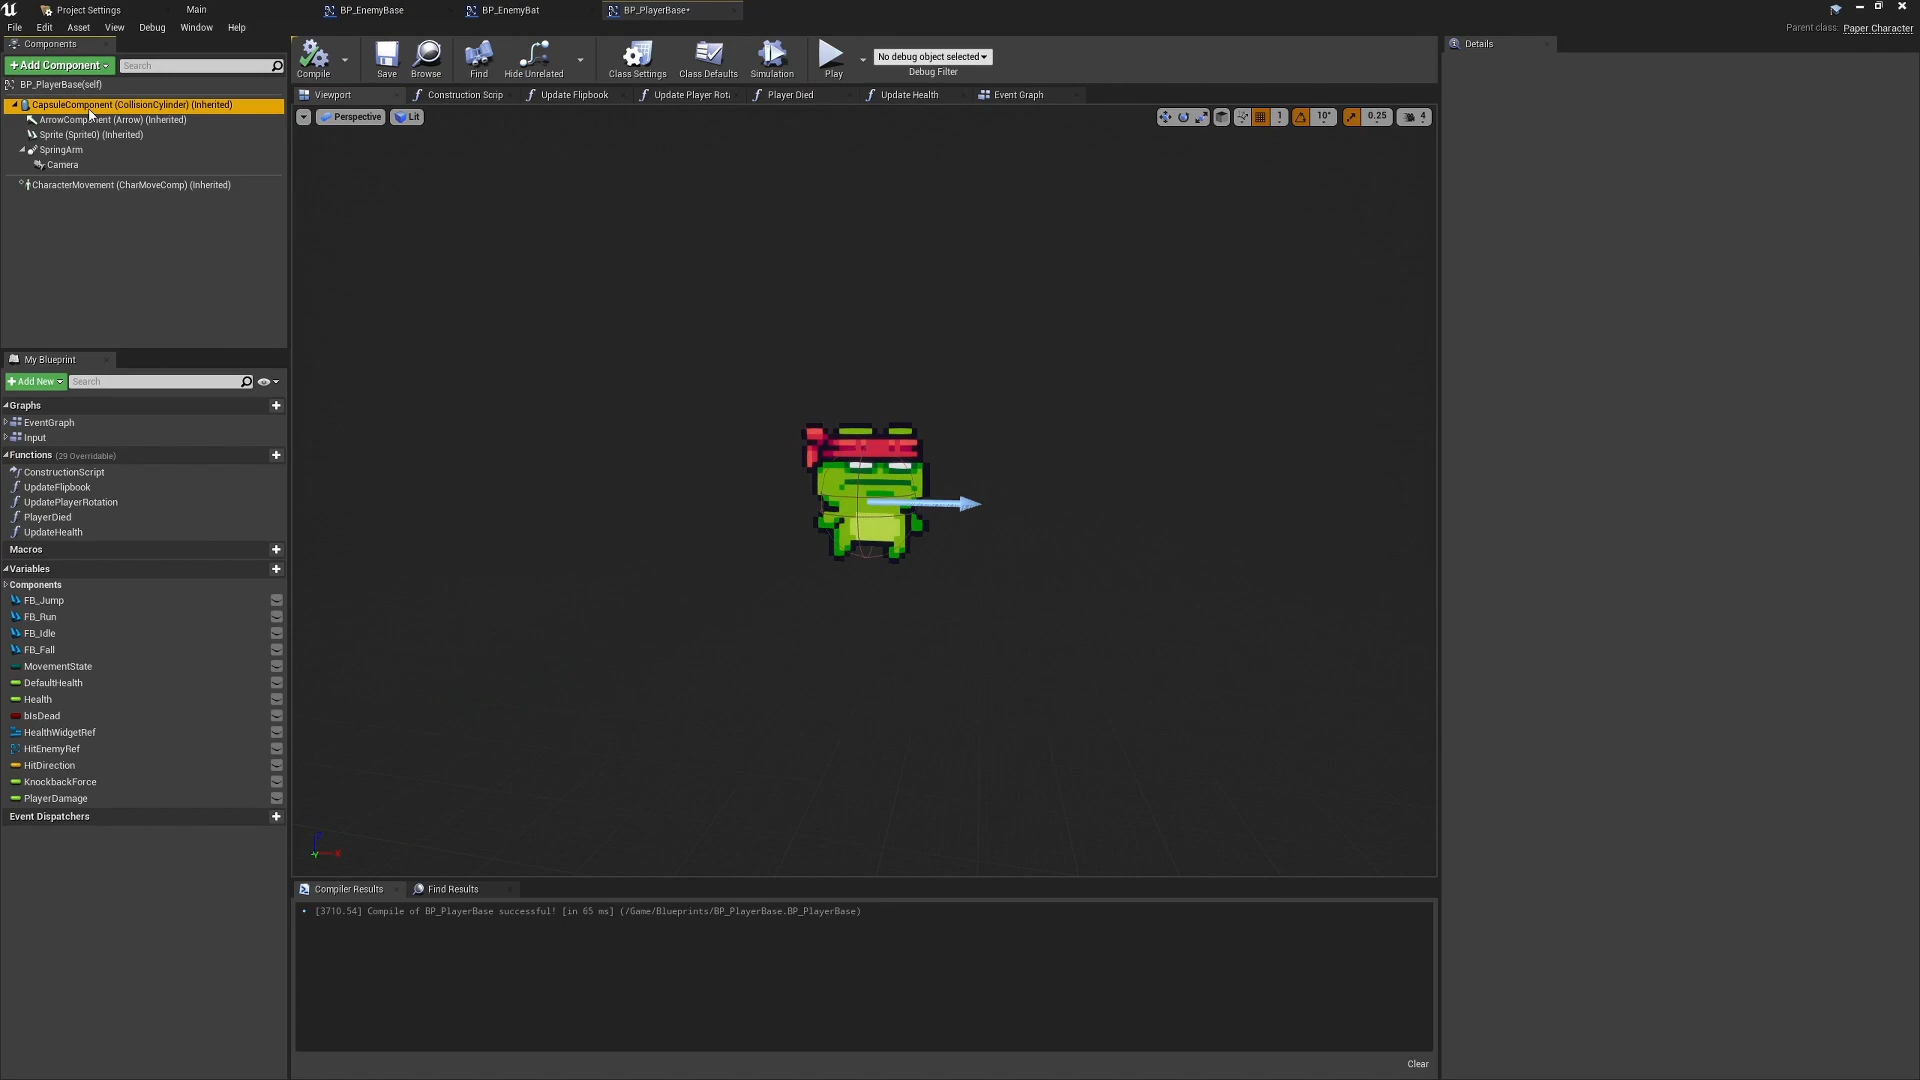 Project Settings
Main
BP_EnemyBase
BP_EnemyBat
BP_PlayerBase*
File
Edit
Asset
View
Debug
Window
Help
Parent class: Paper Character
Components
+Add Component
Search
BP_PlayerBase(self)
CapsuleComponent (CollisionCylinder) (Inherited)
ArrowComponent (Arrow) (Inherited)
Sprite (Sprite0) (Inherited)
SpringArm
Camera
CharacterMovement (CharMoveComp) (Inherited)
Compile
Save
Browse
Find
Hide Unrelated
Class Settings
Class Defaults
Simulation
Play
No debug object selected
Debug Filter
Details
Viewport
Construction Scrip
Update Flipbook
Update Player Rota
Player Died
Update Health
Event Graph
Perspective
Lit
1
10°
0.25
4
My Blueprint
+Add New
Search
Graphs
EventGraph
Input
Functions (29 Overridable)
ConstructionScript
UpdateFlipbook
UpdatePlayerRotation
PlayerDied
UpdateHealth
Macros
Variables
Components
FB_Jump
FB_Run
FB_Idle
FB_Fall
MovementState
DefaultHealth
Health
bIsDead
HealthWidgetRef
HitEnemyRef
HitDirection
KnockbackForce
PlayerDamage
Event Dispatchers
Compiler Results
Find Results
[3710.54] Compile of BP_PlayerBase successful! [in 65 ms] (/Game/Blueprints/BP_PlayerBase.BP_PlayerBase)
Clear